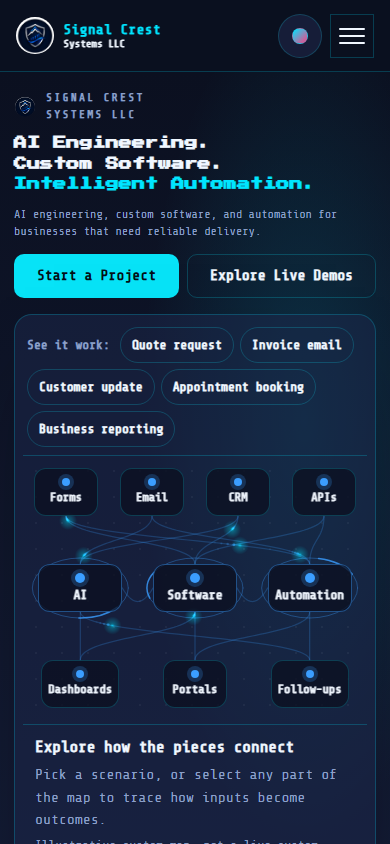 Signal Crest
Systems LLC
SIGNAL CREST
SYSTEMS LLC
AI Engineering.
Custom Software.
Intelligent Automation.
AI engineering, custom software, and automation for
businesses that need reliable delivery.
Start a Project
Explore Live Demos
See it work:
Quote request
Invoice email
Customer update
Appointment booking
Business reporting
Forms
Email
CRM
APIs
AI
Software
Automation
Dashboards
Portals
Follow-ups
Explore how the pieces connect
Pick a scenario, or select any part of
the map to trace how inputs become
outcomes.